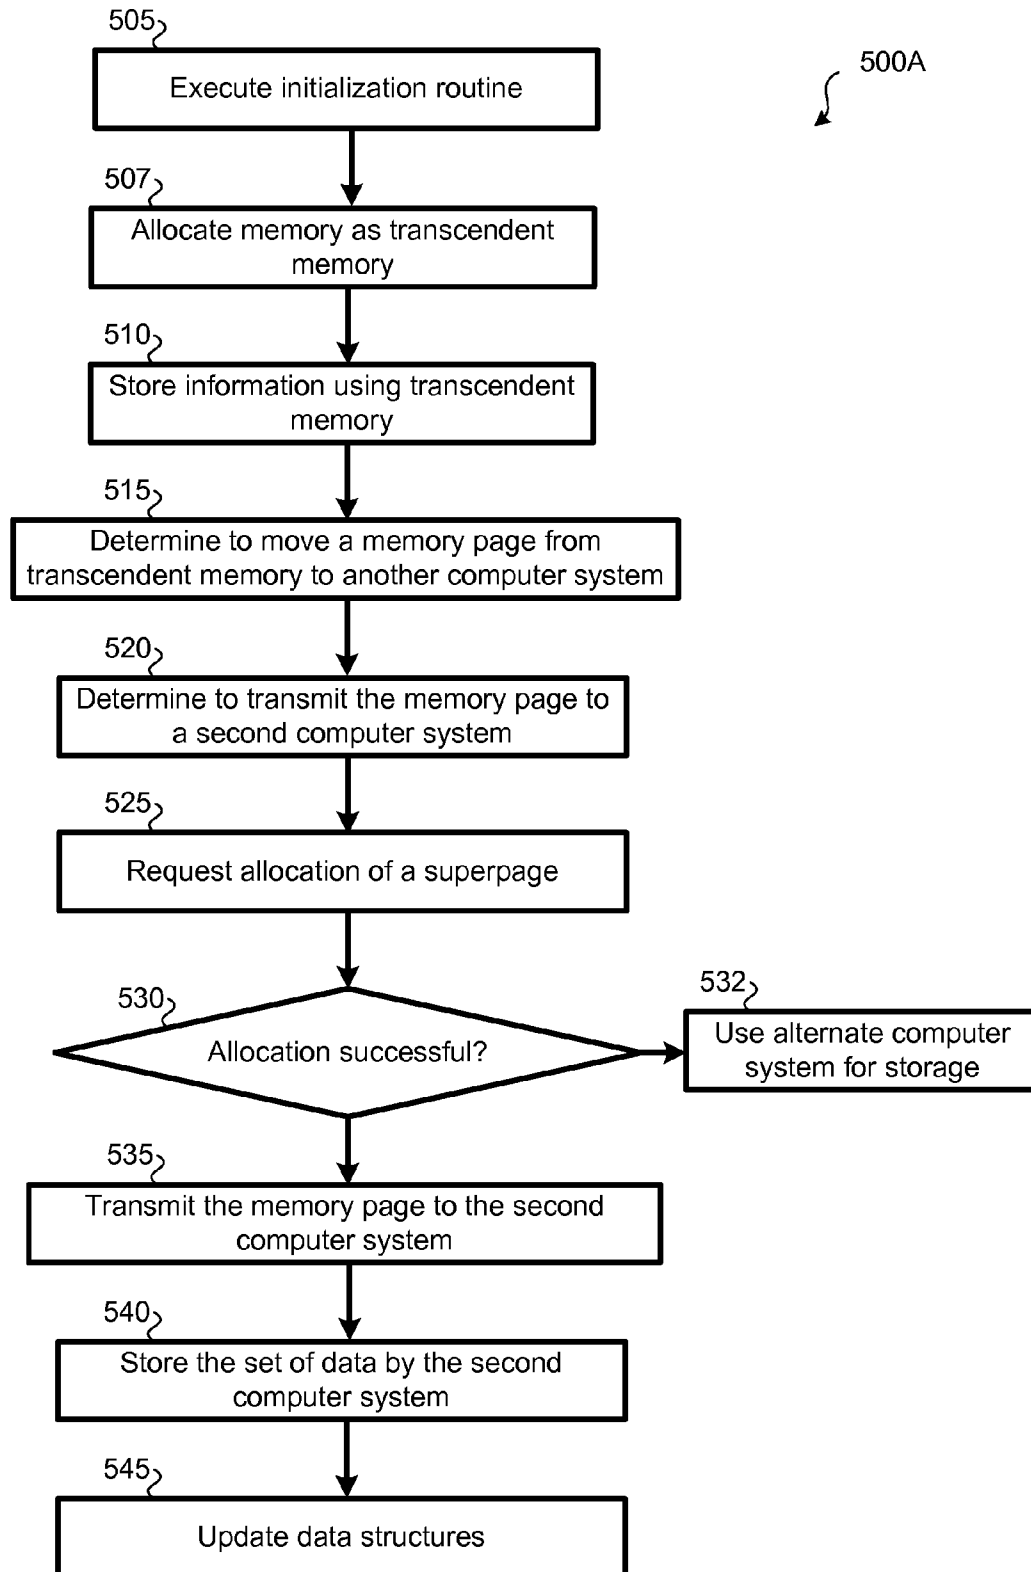 505
Execute initialization routine
500A
507
Allocate memory as transcendent
memory
510
Store information using transcendent
memory
515
Determine to move a memory page from
transcendent memory to another computer system
520
Determine to transmit the memory page to
a second computer system
525
Request allocation of a superpage
530
Allocation successful?
532
Use alternate computer
system for storage
535
Transmit the memory page to the second
computer system
540
Store the set of data by the second
computer system
545
Update data structures